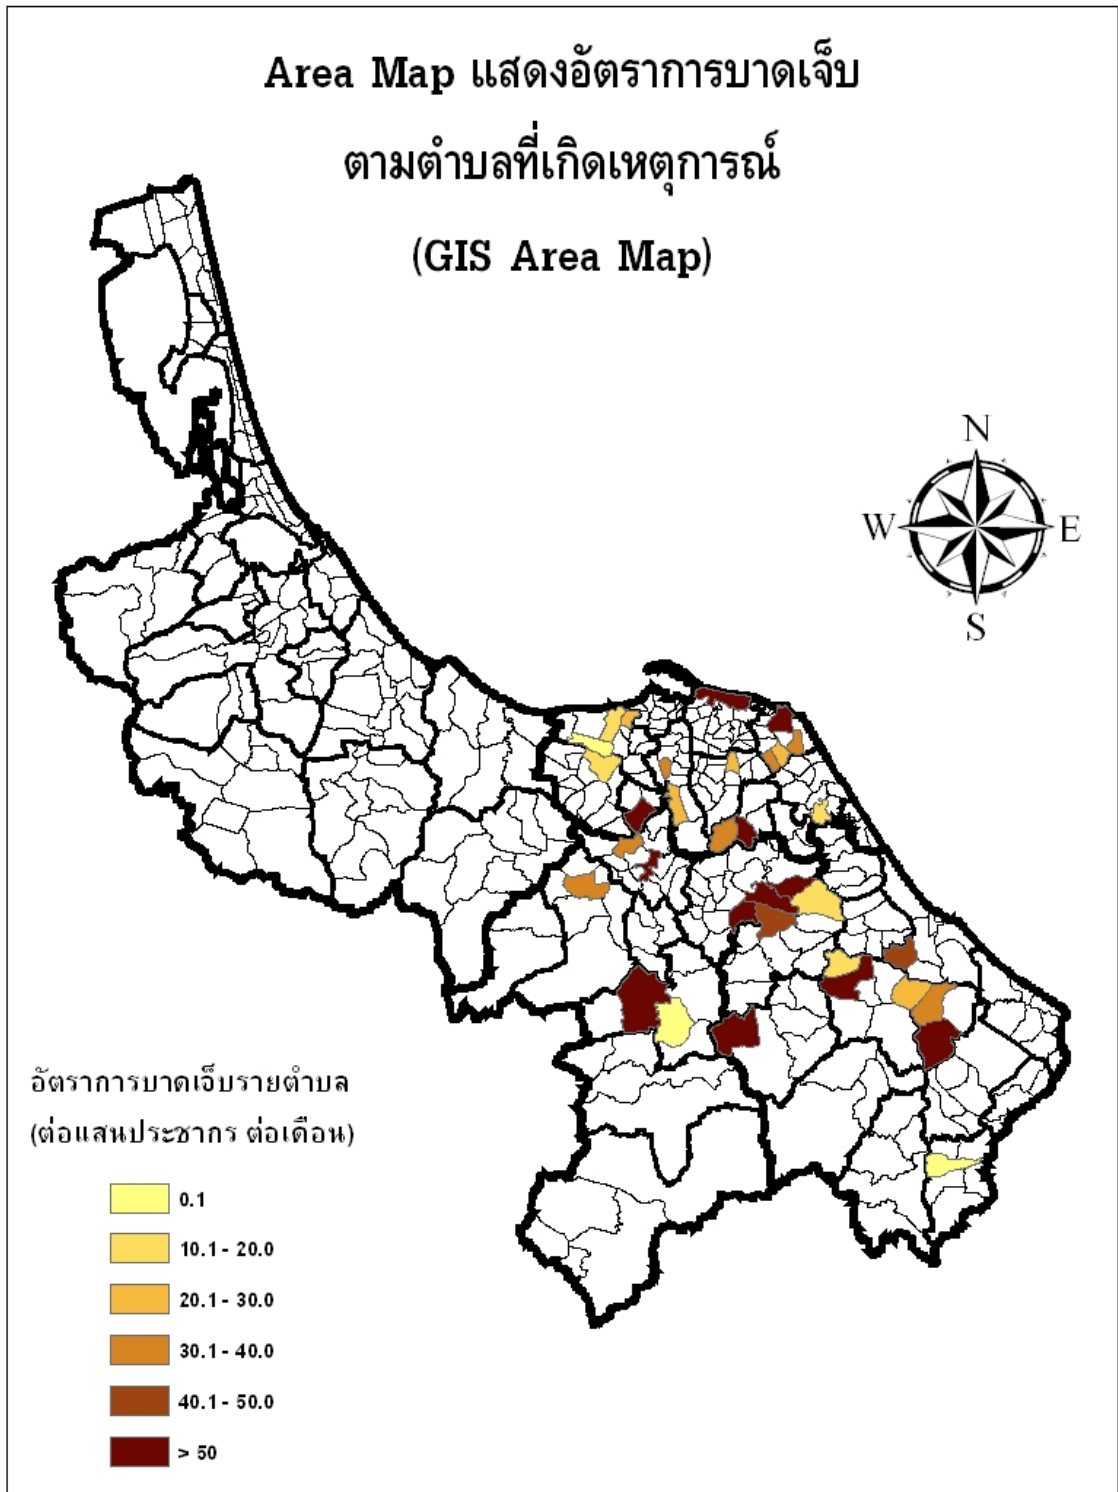 Area Map แสดงอัตราการบาดเจ็บ
ตามตำบลที่เกิดเหตุการณ์
(GIS Area Map)
N
W
E
S
อัตราการบาดเจ็บรายตำบล
(ต่อแสนประชากร ต่อเดือน)
0.1
10.1 - 20.0
20.1 - 30.0
30.1 - 40.0
40.1 - 50.0
> 50